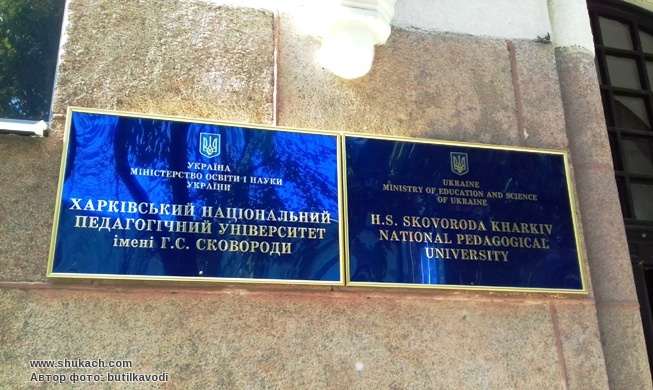 УКРАЇНА
МІНІСТЕРСТВО ОСВІТИ І НАУКИ
УКРАЇНИ
ХАРКІВСЬКИЙ НАЦІОНАЛЬНИЙ
ПЕДАГОГІЧНИЙ УНІВЕРСИТЕТ
імені Г.С. СКОВОРОДИ
UKRAINE
MINISTRY OF EDUCATION AND SCIENCE
OF UKRAINE
H.S. SKOVORODA KHARKIV
NATIONAL PEDAGOGICAL
UNIVERSITY
www.shukach.com
Автор фото: butilkavodi